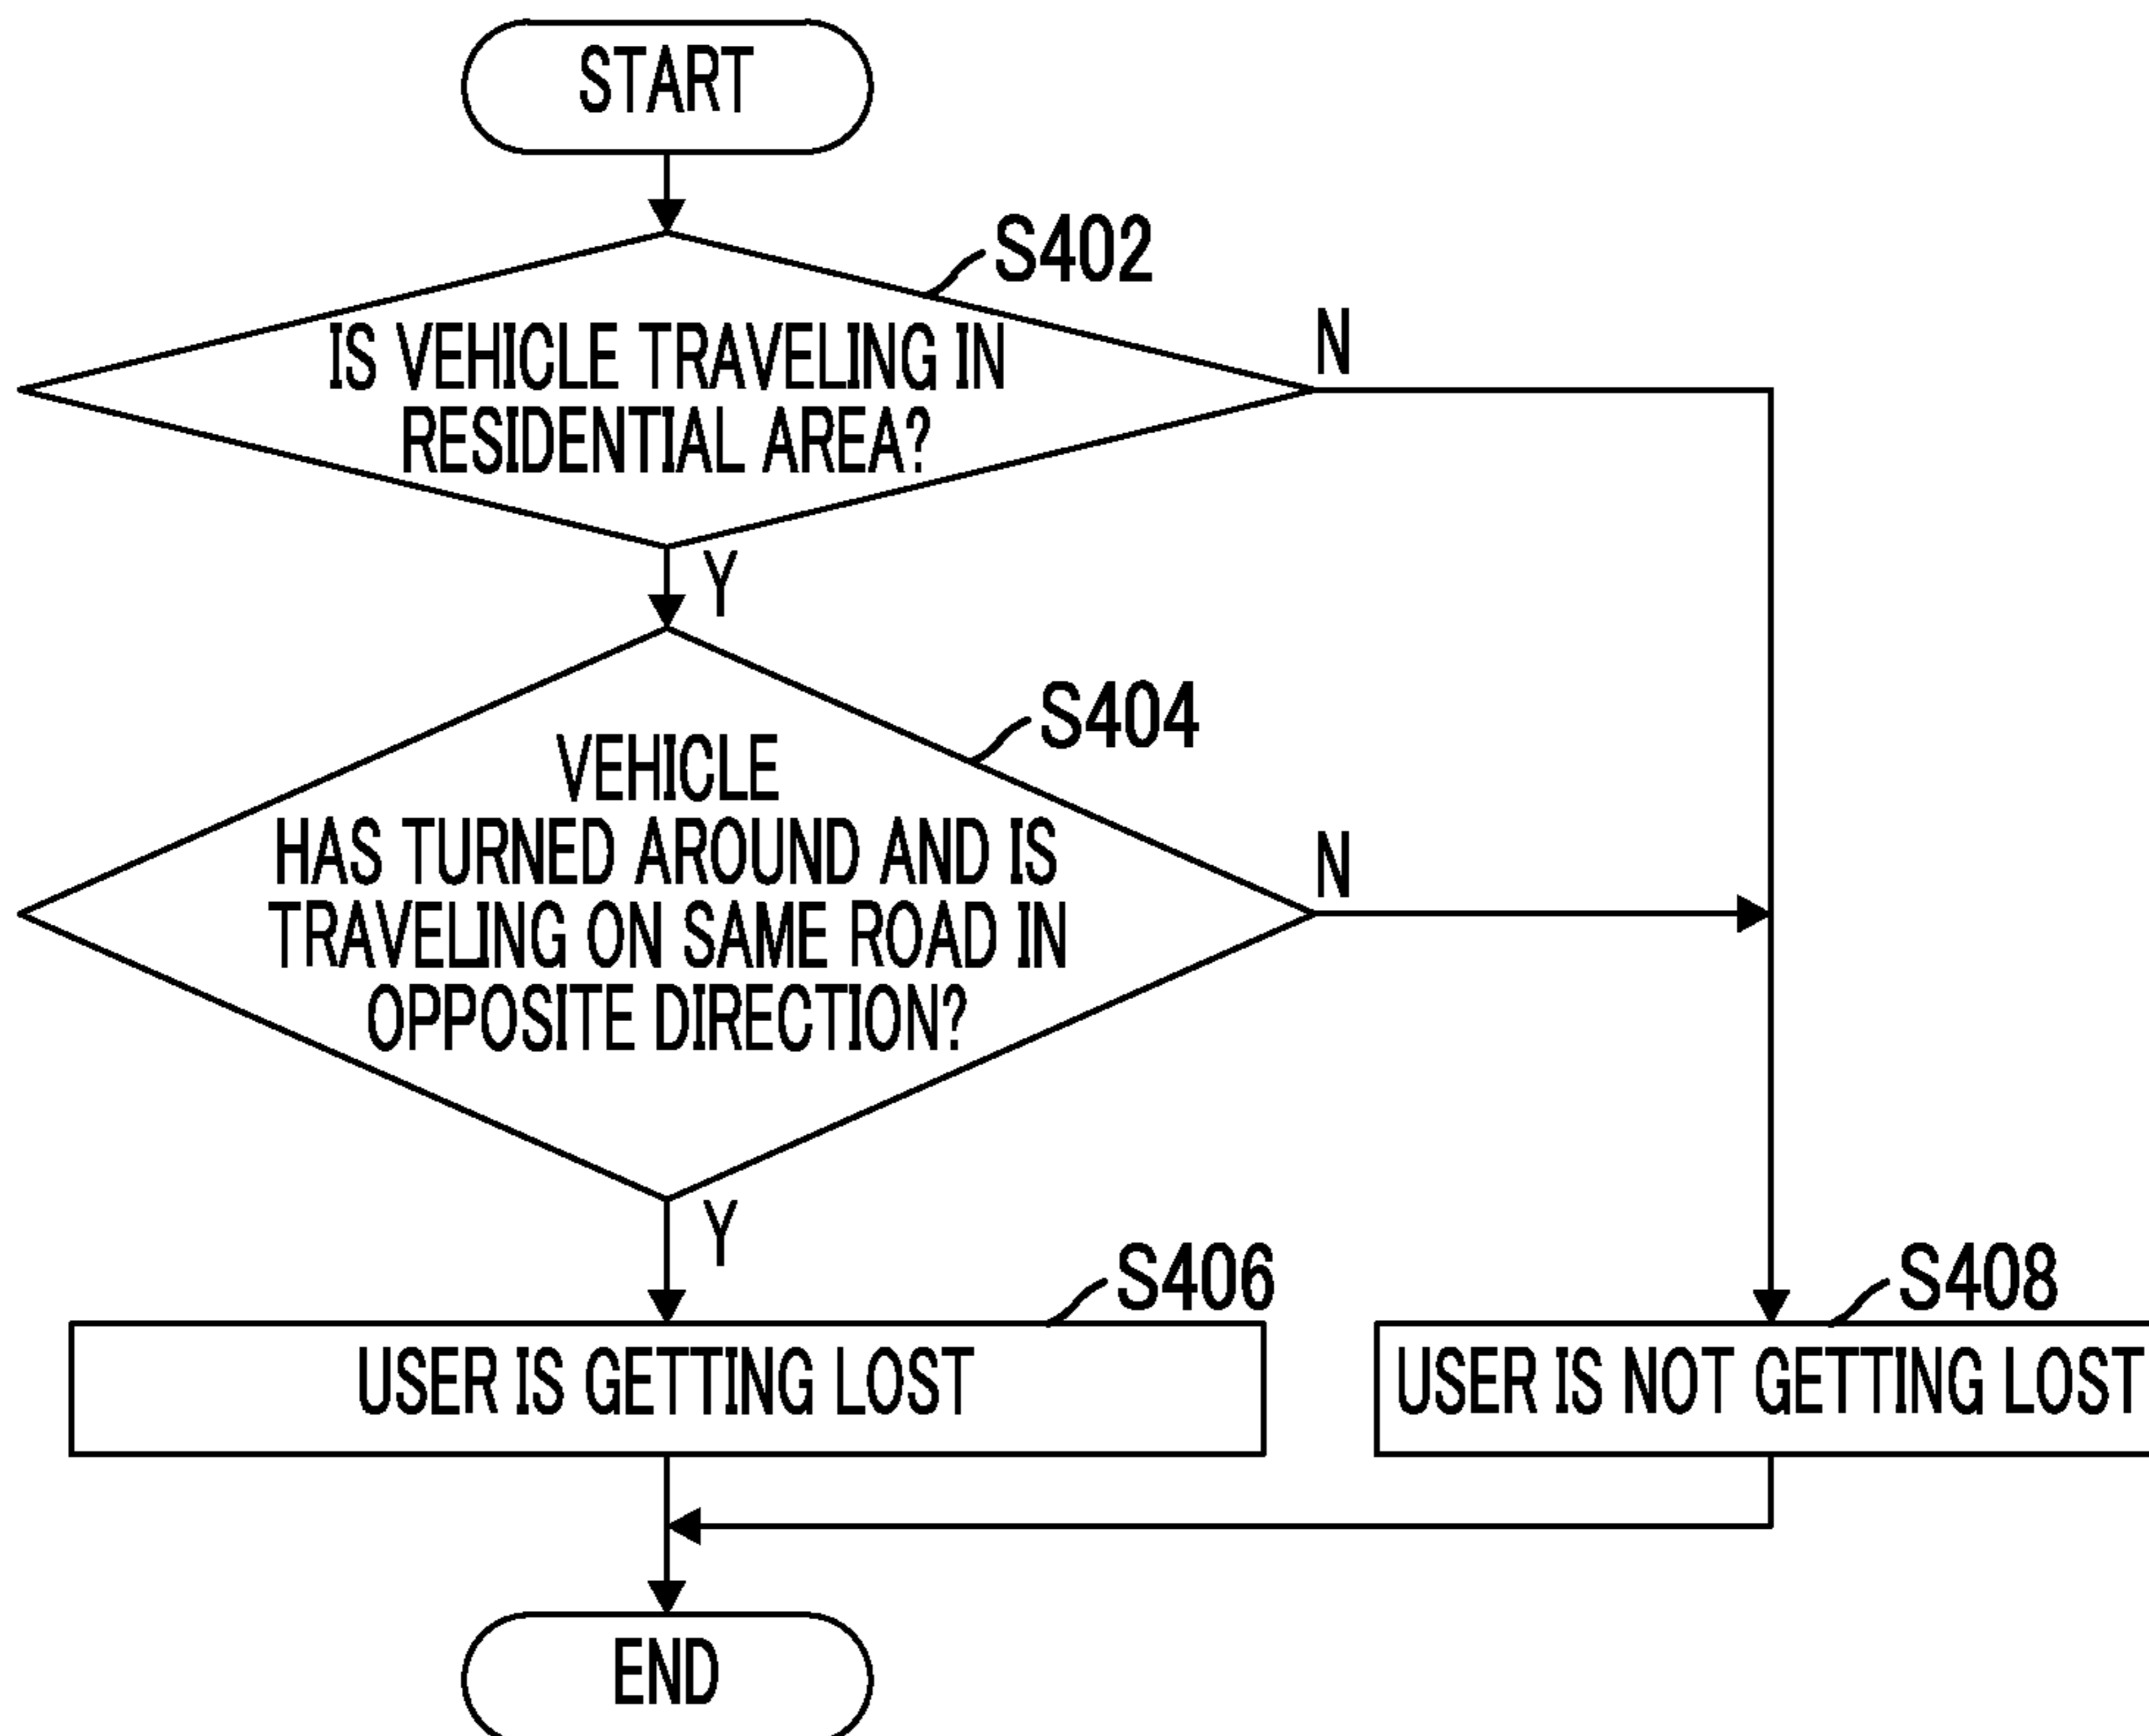 START
S402
IS VEHICLE TRAVELING IN
RESIDENTIAL AREA?
N
Y
S404
VEHICLE
HAS TURNED AROUND AND IS
TRAVELING ON SAME ROAD IN
OPPOSITE DIRECTION?
N
Y
S406
USER IS GETTING LOST
S408
USER IS NOT GETTING LOST
END